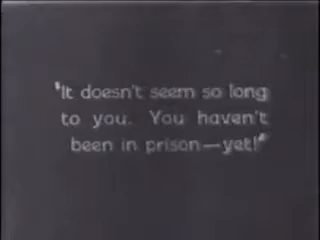 "It doesn't seem so long
to you. You haven't
been in prison—yet!"